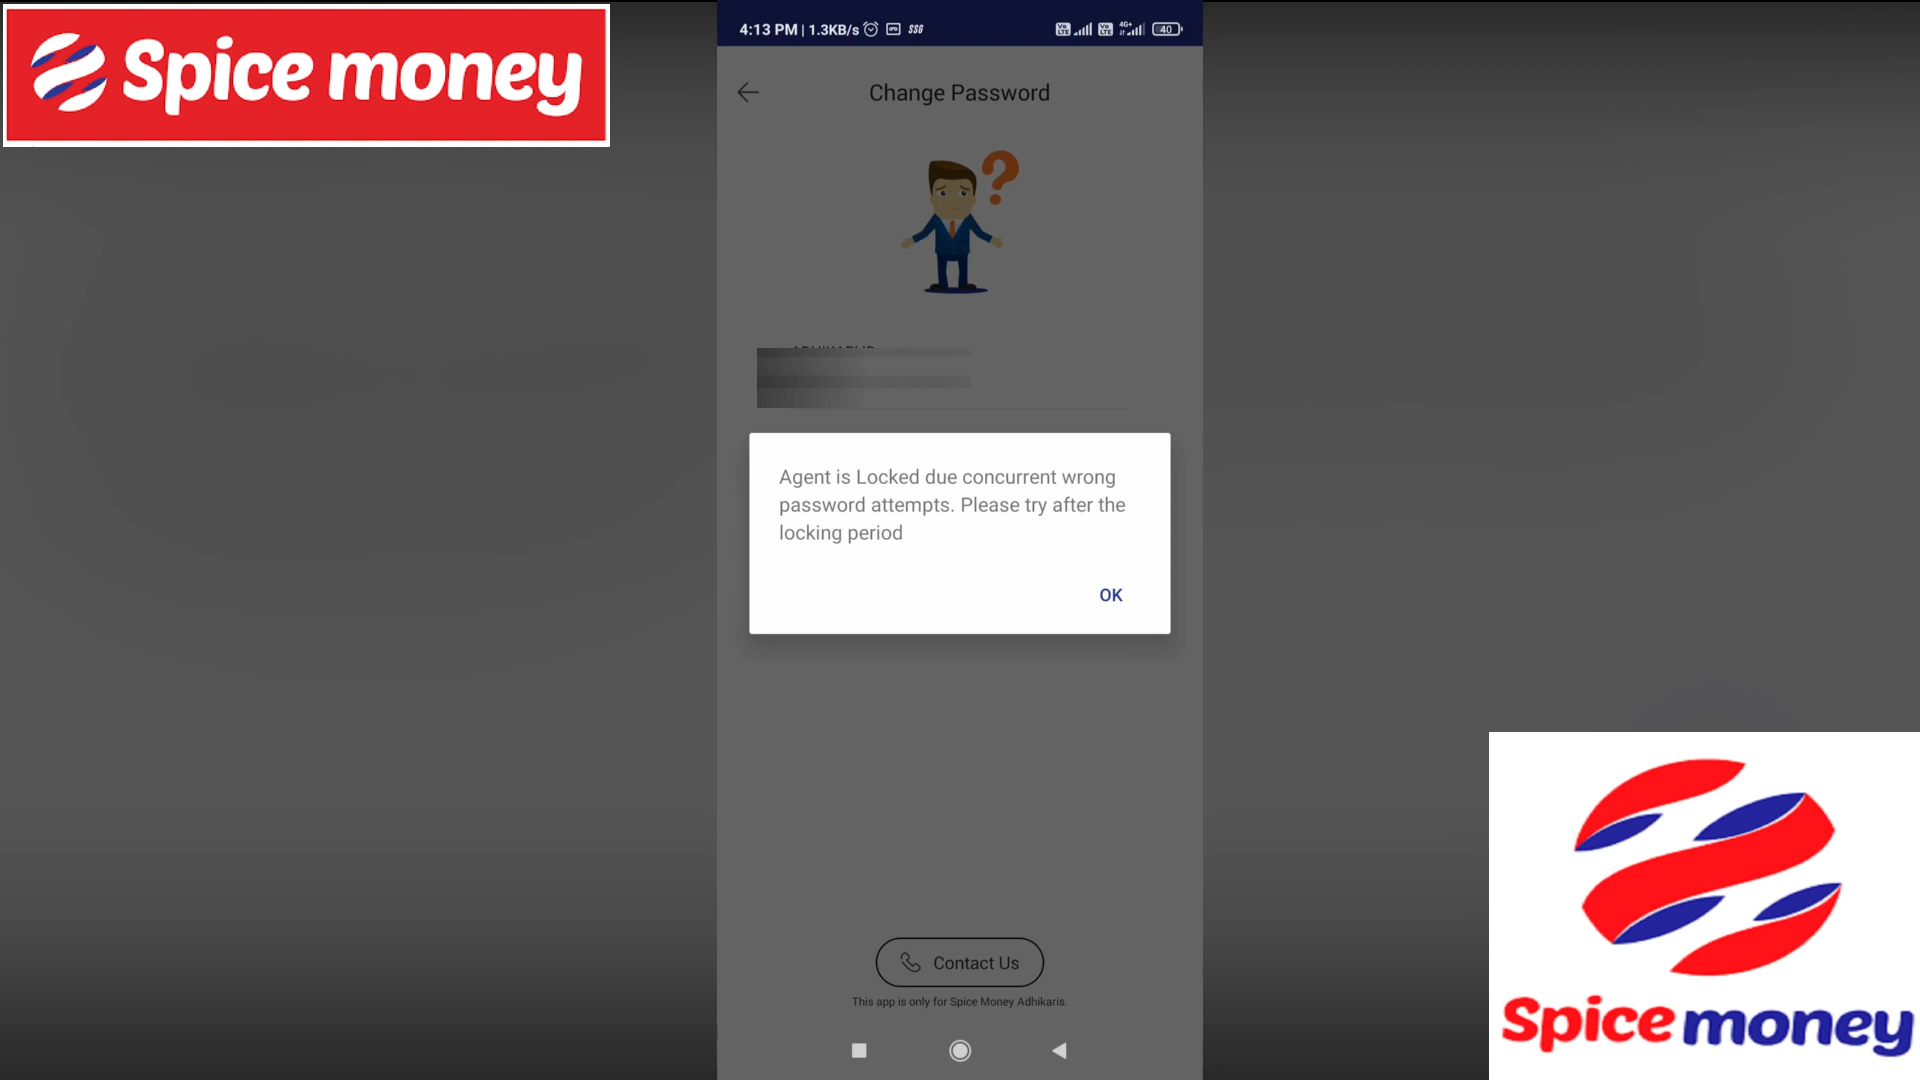 Spice money
4:13 PM | 1.3KB/s
40
Change Password
Agent is Locked due concurrent wrong
password attempts. Please try after the
locking period
OK
Contact Us
This app is only for Spice Money Adhikaris.
Spice money